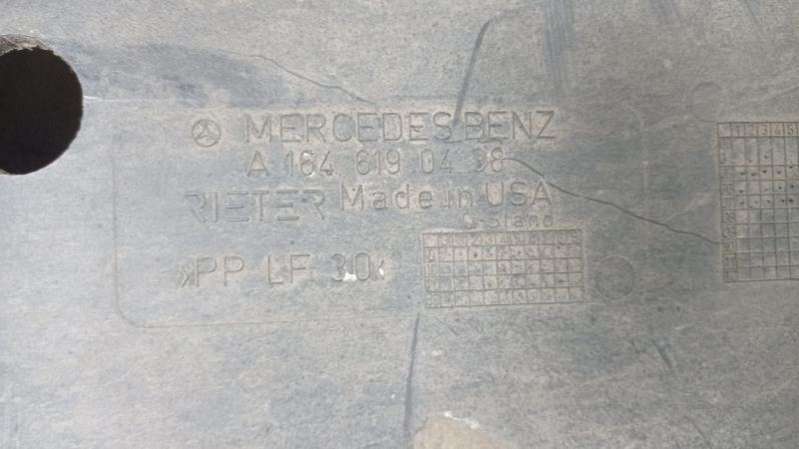 MERCEDES BENZ
A 164 619 04 38
RIETER Made in USA
>PP LF 30<